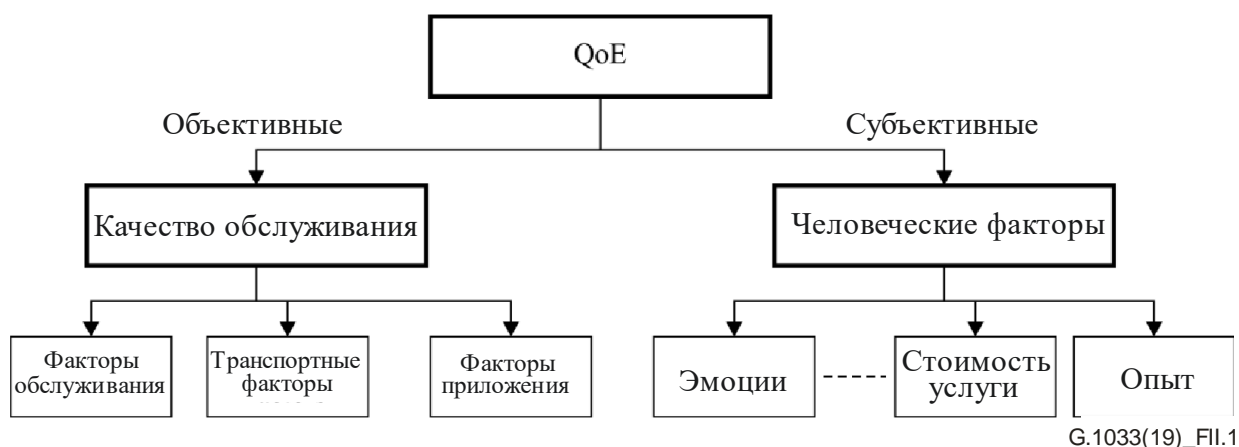 QoE
Объективные
Субъективные
Качество обслуживания
Человеческие факторы
Факторы
обслуживания
Транспортные
факторы
Факторы
приложения
Эмоции
Стоимость
услуги
Опыт
G.1033(19)_FII.1